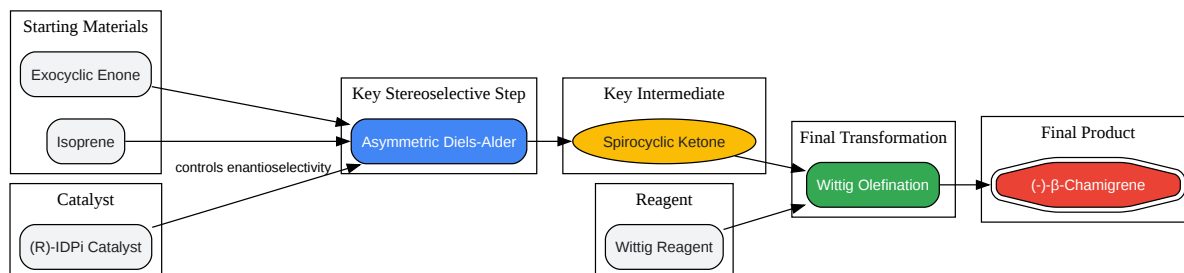 Starting Materials
Exocyclic Enone
Isoprene
Catalyst
(R)-IDPi Catalyst
controls enantioselectivity
Key Stereoselective Step
Asymmetric Diels-Alder
Key Intermediate
Spirocyclic Ketone
Reagent
Wittig Reagent
Final Transformation
Wittig Olefination
Final Product
(-)-β-Chamigrene